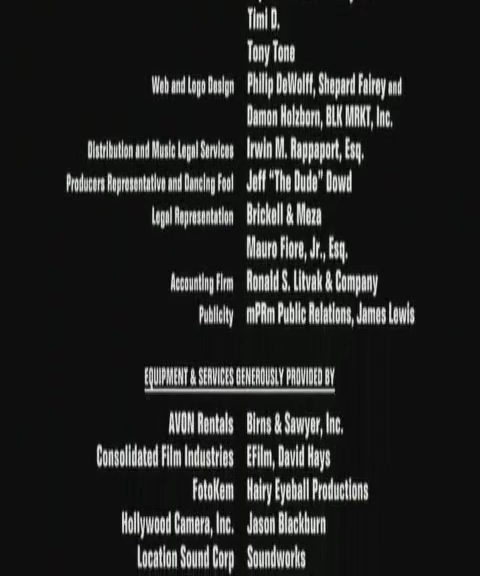 Timi D.
Tony Tone
Web and Logo Design Philip DeWolff, Shepard Fairey and
Damon Holzborn, BLK MRKT, Inc.
Distribution and Music Legal Services Irwin M. Rappaport, Esq.
Producers Representative and Dancing Fool Jeff "The Dude" Dowd
Legal Representation Brickell & Meza
Mauro Fiore, Jr., Esq.
Accounting Firm Ronald S. Litvak & Company
Publicity mPRm Public Relations, James Lewis
EQUIPMENT & SERVICES GENEROUSLY PROVIDED BY
AVON Rentals Birns & Sawyer, Inc.
Consolidated Film Industries EFilm, David Hays
FotoKem Hairy Eyeball Productions
Hollywood Camera, Inc. Jason Blackburn
Location Sound Corp Soundworks